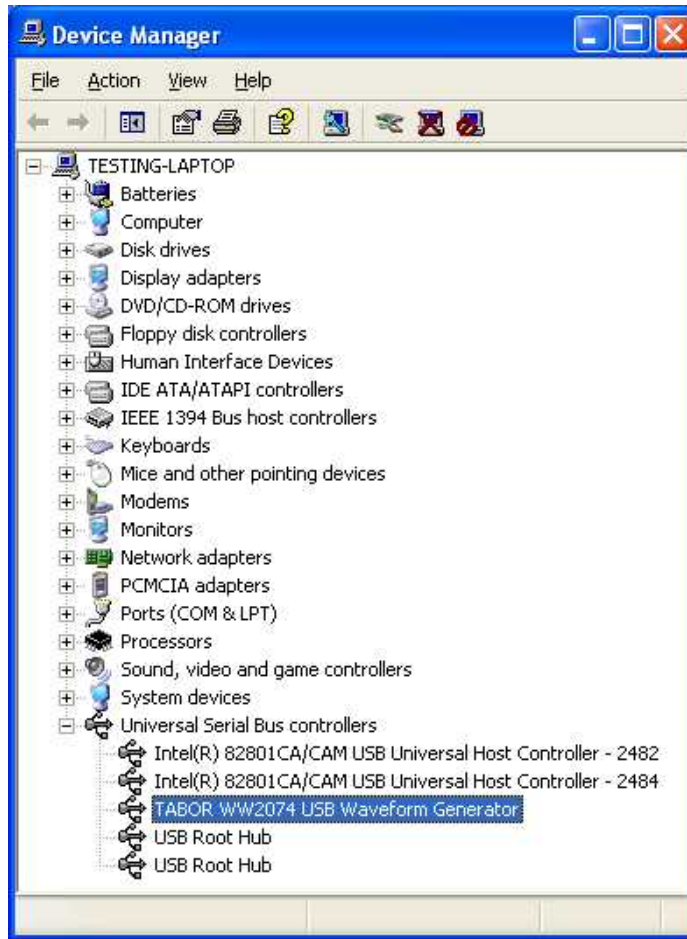 Device Manager
File Action View Help
TESTING-LAPTOP
Batteries
Computer
Disk drives
Display adapters
DVD/CD-ROM drives
Floppy disk controllers
Human Interface Devices
IDE ATA/ATAPI controllers
IEEE 1394 Bus host controllers
Keyboards
Mice and other pointing devices
Modems
Monitors
Network adapters
PCMCIA adapters
Ports (COM & LPT)
Processors
Sound, video and game controllers
System devices
Universal Serial Bus controllers
Intel(R) 82801CA/CAM USB Universal Host Controller - 2482
Intel(R) 82801CA/CAM USB Universal Host Controller - 2484
TABOR WW2074 USB Waveform Generator
USB Root Hub
USB Root Hub